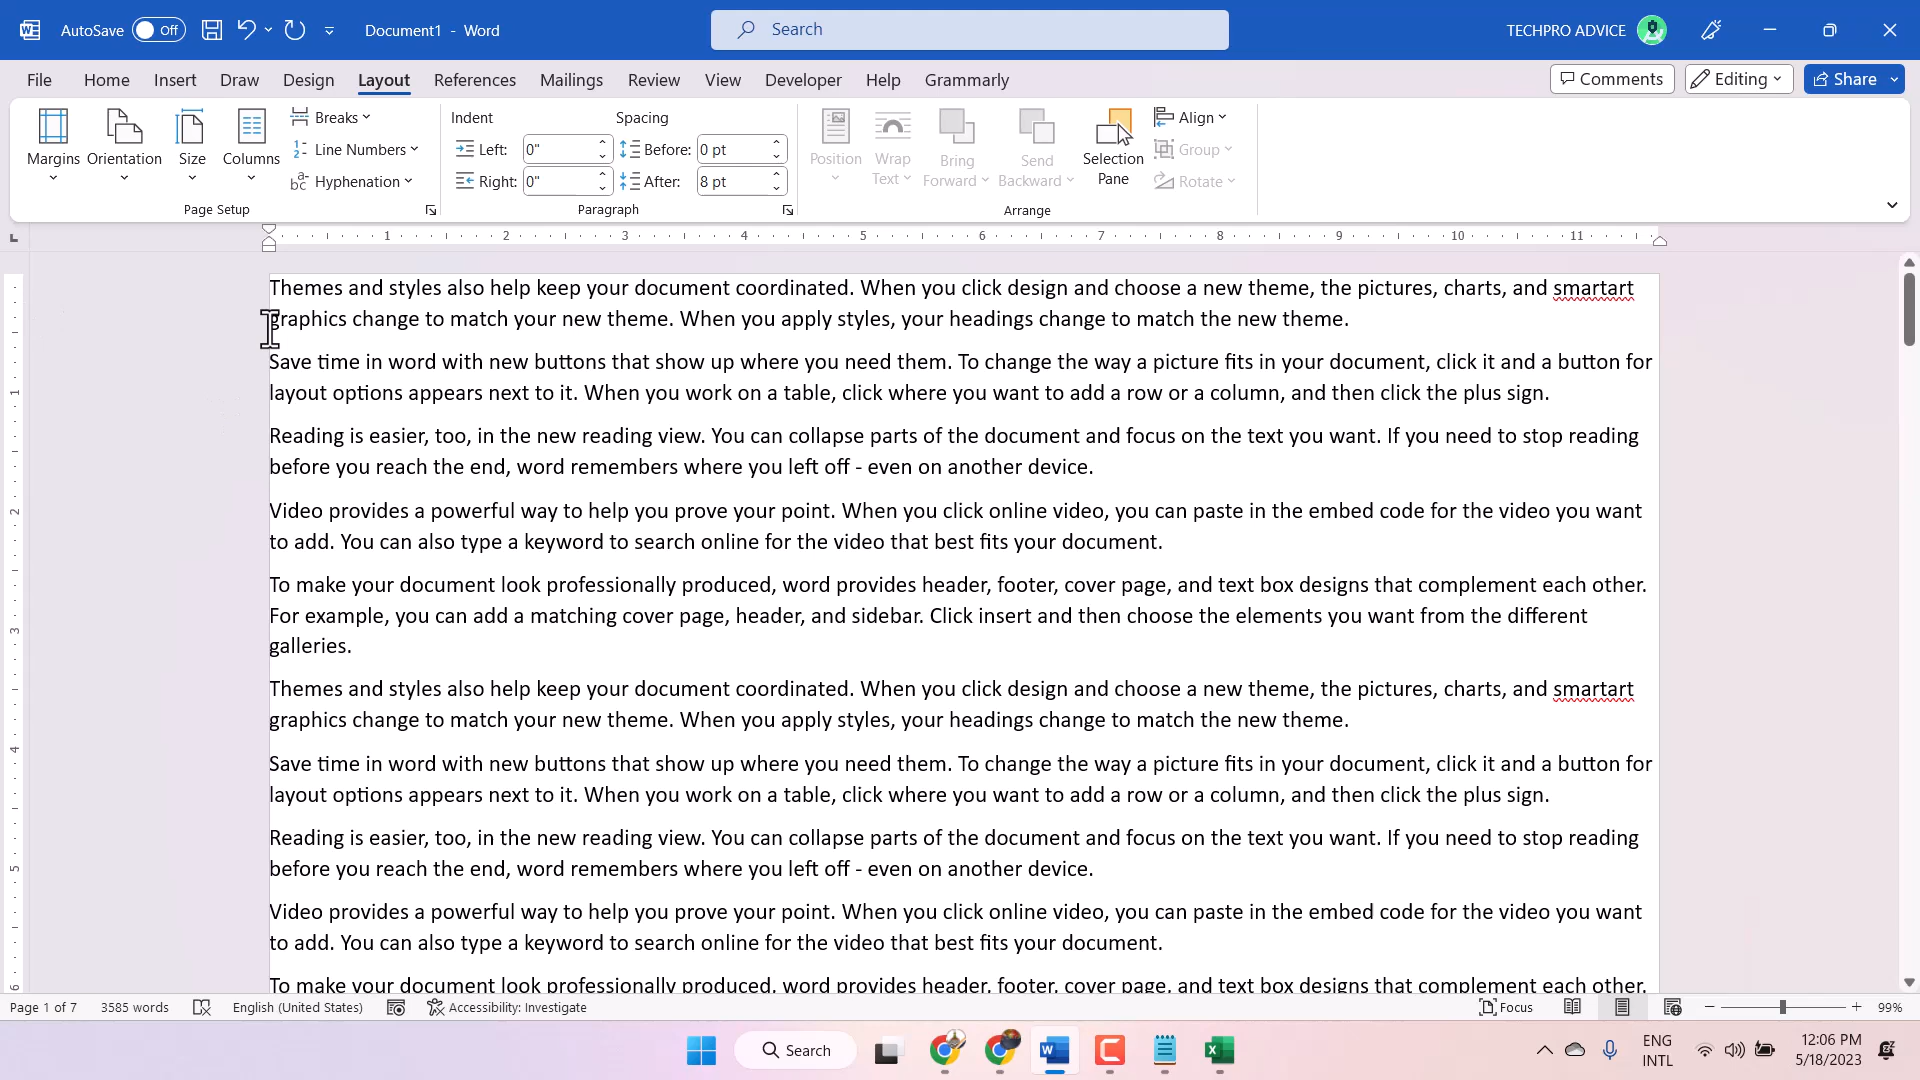 AutoSave Off Document1 - Word Search TECHPRO ADVICE
File Home Insert Draw Design Layout References Mailings Review View Developer Help Grammarly Comments Editing Share
Margins Orientation Size Columns
Breaks
Line Numbers
Hyphenation
Page Setup
Indent Spacing
Left: 0" Before: 0 pt
Right: 0" After: 8 pt
Paragraph
Position Wrap Text Bring Forward Send Backward Selection Pane
Align
Group
Rotate
Arrange
1 2 3 4 5 6 7 8 9 10 11
Themes and styles also help keep your document coordinated. When you click design and choose a new theme, the pictures, charts, and smartart
graphics change to match your new theme. When you apply styles, your headings change to match the new theme.
Save time in word with new buttons that show up where you need them. To change the way a picture fits in your document, click it and a button for
layout options appears next to it. When you work on a table, click where you want to add a row or a column, and then click the plus sign.
Reading is easier, too, in the new reading view. You can collapse parts of the document and focus on the text you want. If you need to stop reading
before you reach the end, word remembers where you left off - even on another device.
Video provides a powerful way to help you prove your point. When you click online video, you can paste in the embed code for the video you want
to add. You can also type a keyword to search online for the video that best fits your document.
To make your document look professionally produced, word provides header, footer, cover page, and text box designs that complement each other.
For example, you can add a matching cover page, header, and sidebar. Click insert and then choose the elements you want from the different
galleries.
Themes and styles also help keep your document coordinated. When you click design and choose a new theme, the pictures, charts, and smartart
graphics change to match your new theme. When you apply styles, your headings change to match the new theme.
Save time in word with new buttons that show up where you need them. To change the way a picture fits in your document, click it and a button for
layout options appears next to it. When you work on a table, click where you want to add a row or a column, and then click the plus sign.
Reading is easier, too, in the new reading view. You can collapse parts of the document and focus on the text you want. If you need to stop reading
before you reach the end, word remembers where you left off - even on another device.
Video provides a powerful way to help you prove your point. When you click online video, you can paste in the embed code for the video you want
to add. You can also type a keyword to search online for the video that best fits your document.
To make your document look professionally produced, word provides header, footer, cover page, and text box designs that complement each other.
1
2
3
4
5
6
Page 1 of 7 3585 words English (United States) Accessibility: Investigate Focus 99%
Search ENG 12:06 PM
INTL 5/18/2023